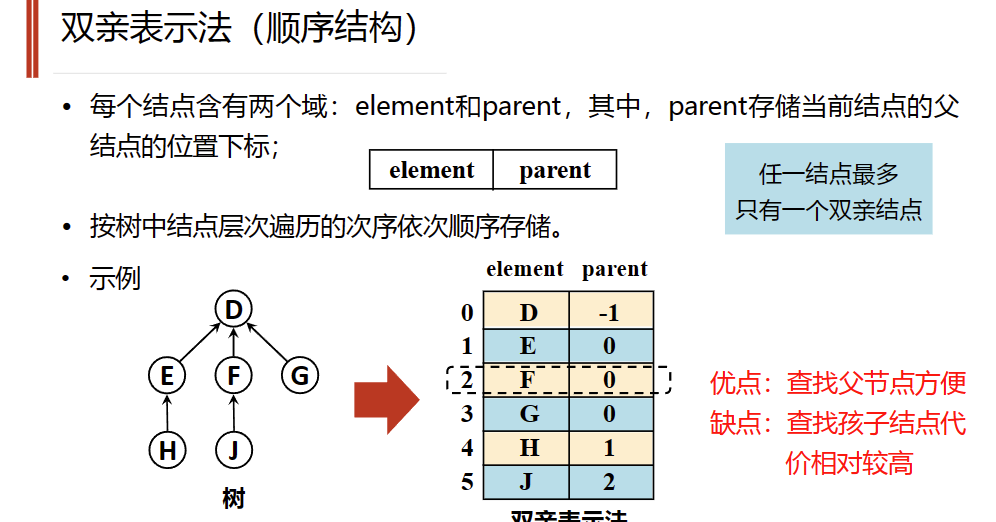 双亲表示法（顺序结构）
• 每个结点含有两个域：element和parent，其中，parent存储当前结点的父
结点的位置下标；
element parent
任一结点最多
只有一个双亲结点
• 按树中结点层次遍历的次序依次顺序存储。
• 示例
D
E F G
H J
树
element parent
0 D -1
1 E 0
2 F 0
3 G 0
4 H 1
5 J 2
双亲表示法
优点：查找父节点方便
缺点：查找孩子结点代
价相对较高